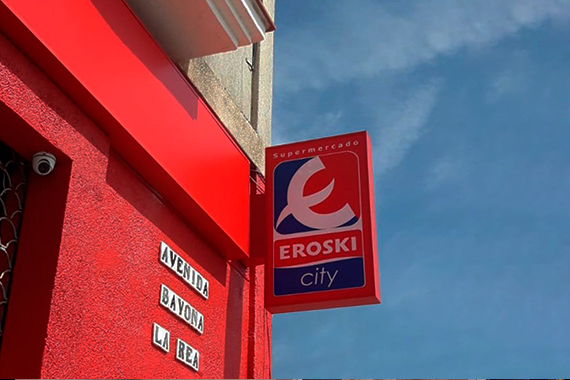 Supermercado
EROSKI
city
AVENIDA
BAYONA
LA REA